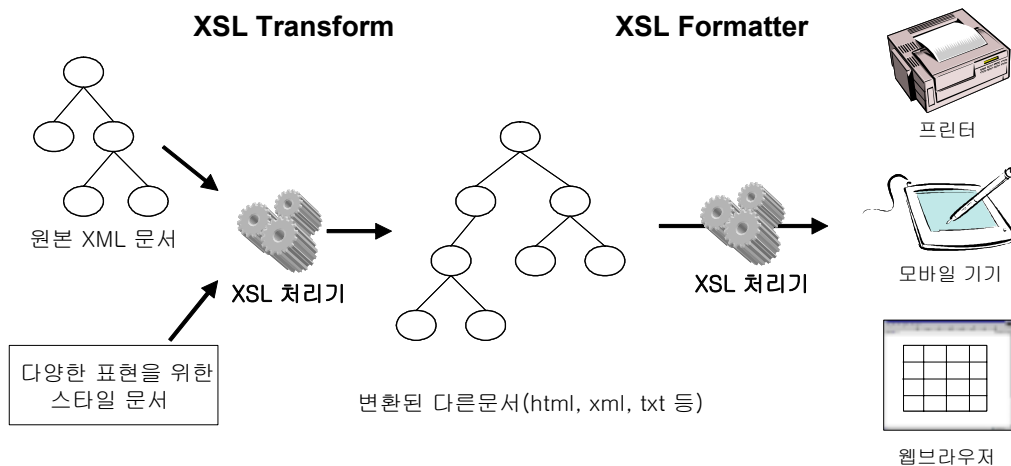 XSL Transform
XSL Formatter
프린터
원본 XML 문서
XSL 처리기
XSL 처리기
모바일 기기
다양한 표현을 위한
스타일 문서
변환된 다른문서(html, xml, txt 등)
웹브라우저